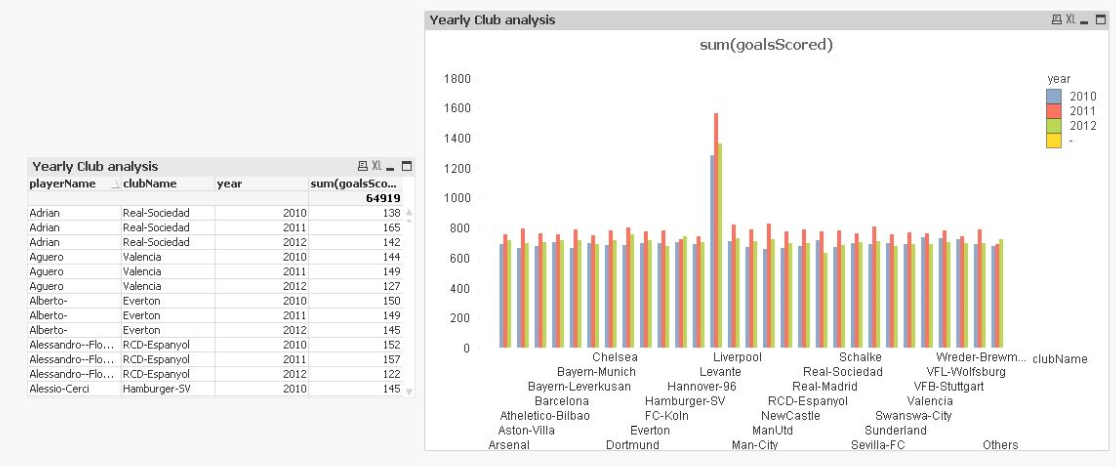 Yearly Club analysis XL
playerName clubName year sum(goalsSco...
64919
Adrian Real-Sociedad 2010 138
Adrian Real-Sociedad 2011 165
Adrian Real-Sociedad 2012 142
Aguero Valencia 2010 144
Aguero Valencia 2011 149
Aguero Valencia 2012 127
Alberto- Everton 2010 150
Alberto- Everton 2011 149
Alberto- Everton 2012 145
Alessandro--Flo... RCD-Espanyol 2010 152
Alessandro--Flo... RCD-Espanyol 2011 157
Alessandro--Flo... RCD-Espanyol 2012 122
Alessio-Cerci Hamburger-SV 2010 145
Yearly Club analysis XL
sum(goalsScored)
1800
1600
1400
1200
1000
800
600
400
200
0
year
2010
2011
2012
-
Chelsea Liverpool Schalke Wreder-Brewm... clubName
Bayern-Munich Levante Real-Sociedad VFL-Wolfsburg
Bayern-Leverkusan Hannover-96 Real-Madrid VFB-Stuttgart
Barcelona Hamburger-SV RCD-Espanyol Valencia
Atheletico-Bilbao FC-Koln NewCastle Swanswa-City
Aston-Villa Everton ManUtd Sunderland
Arsenal Dortmund Man-City Sevilla-FC Others